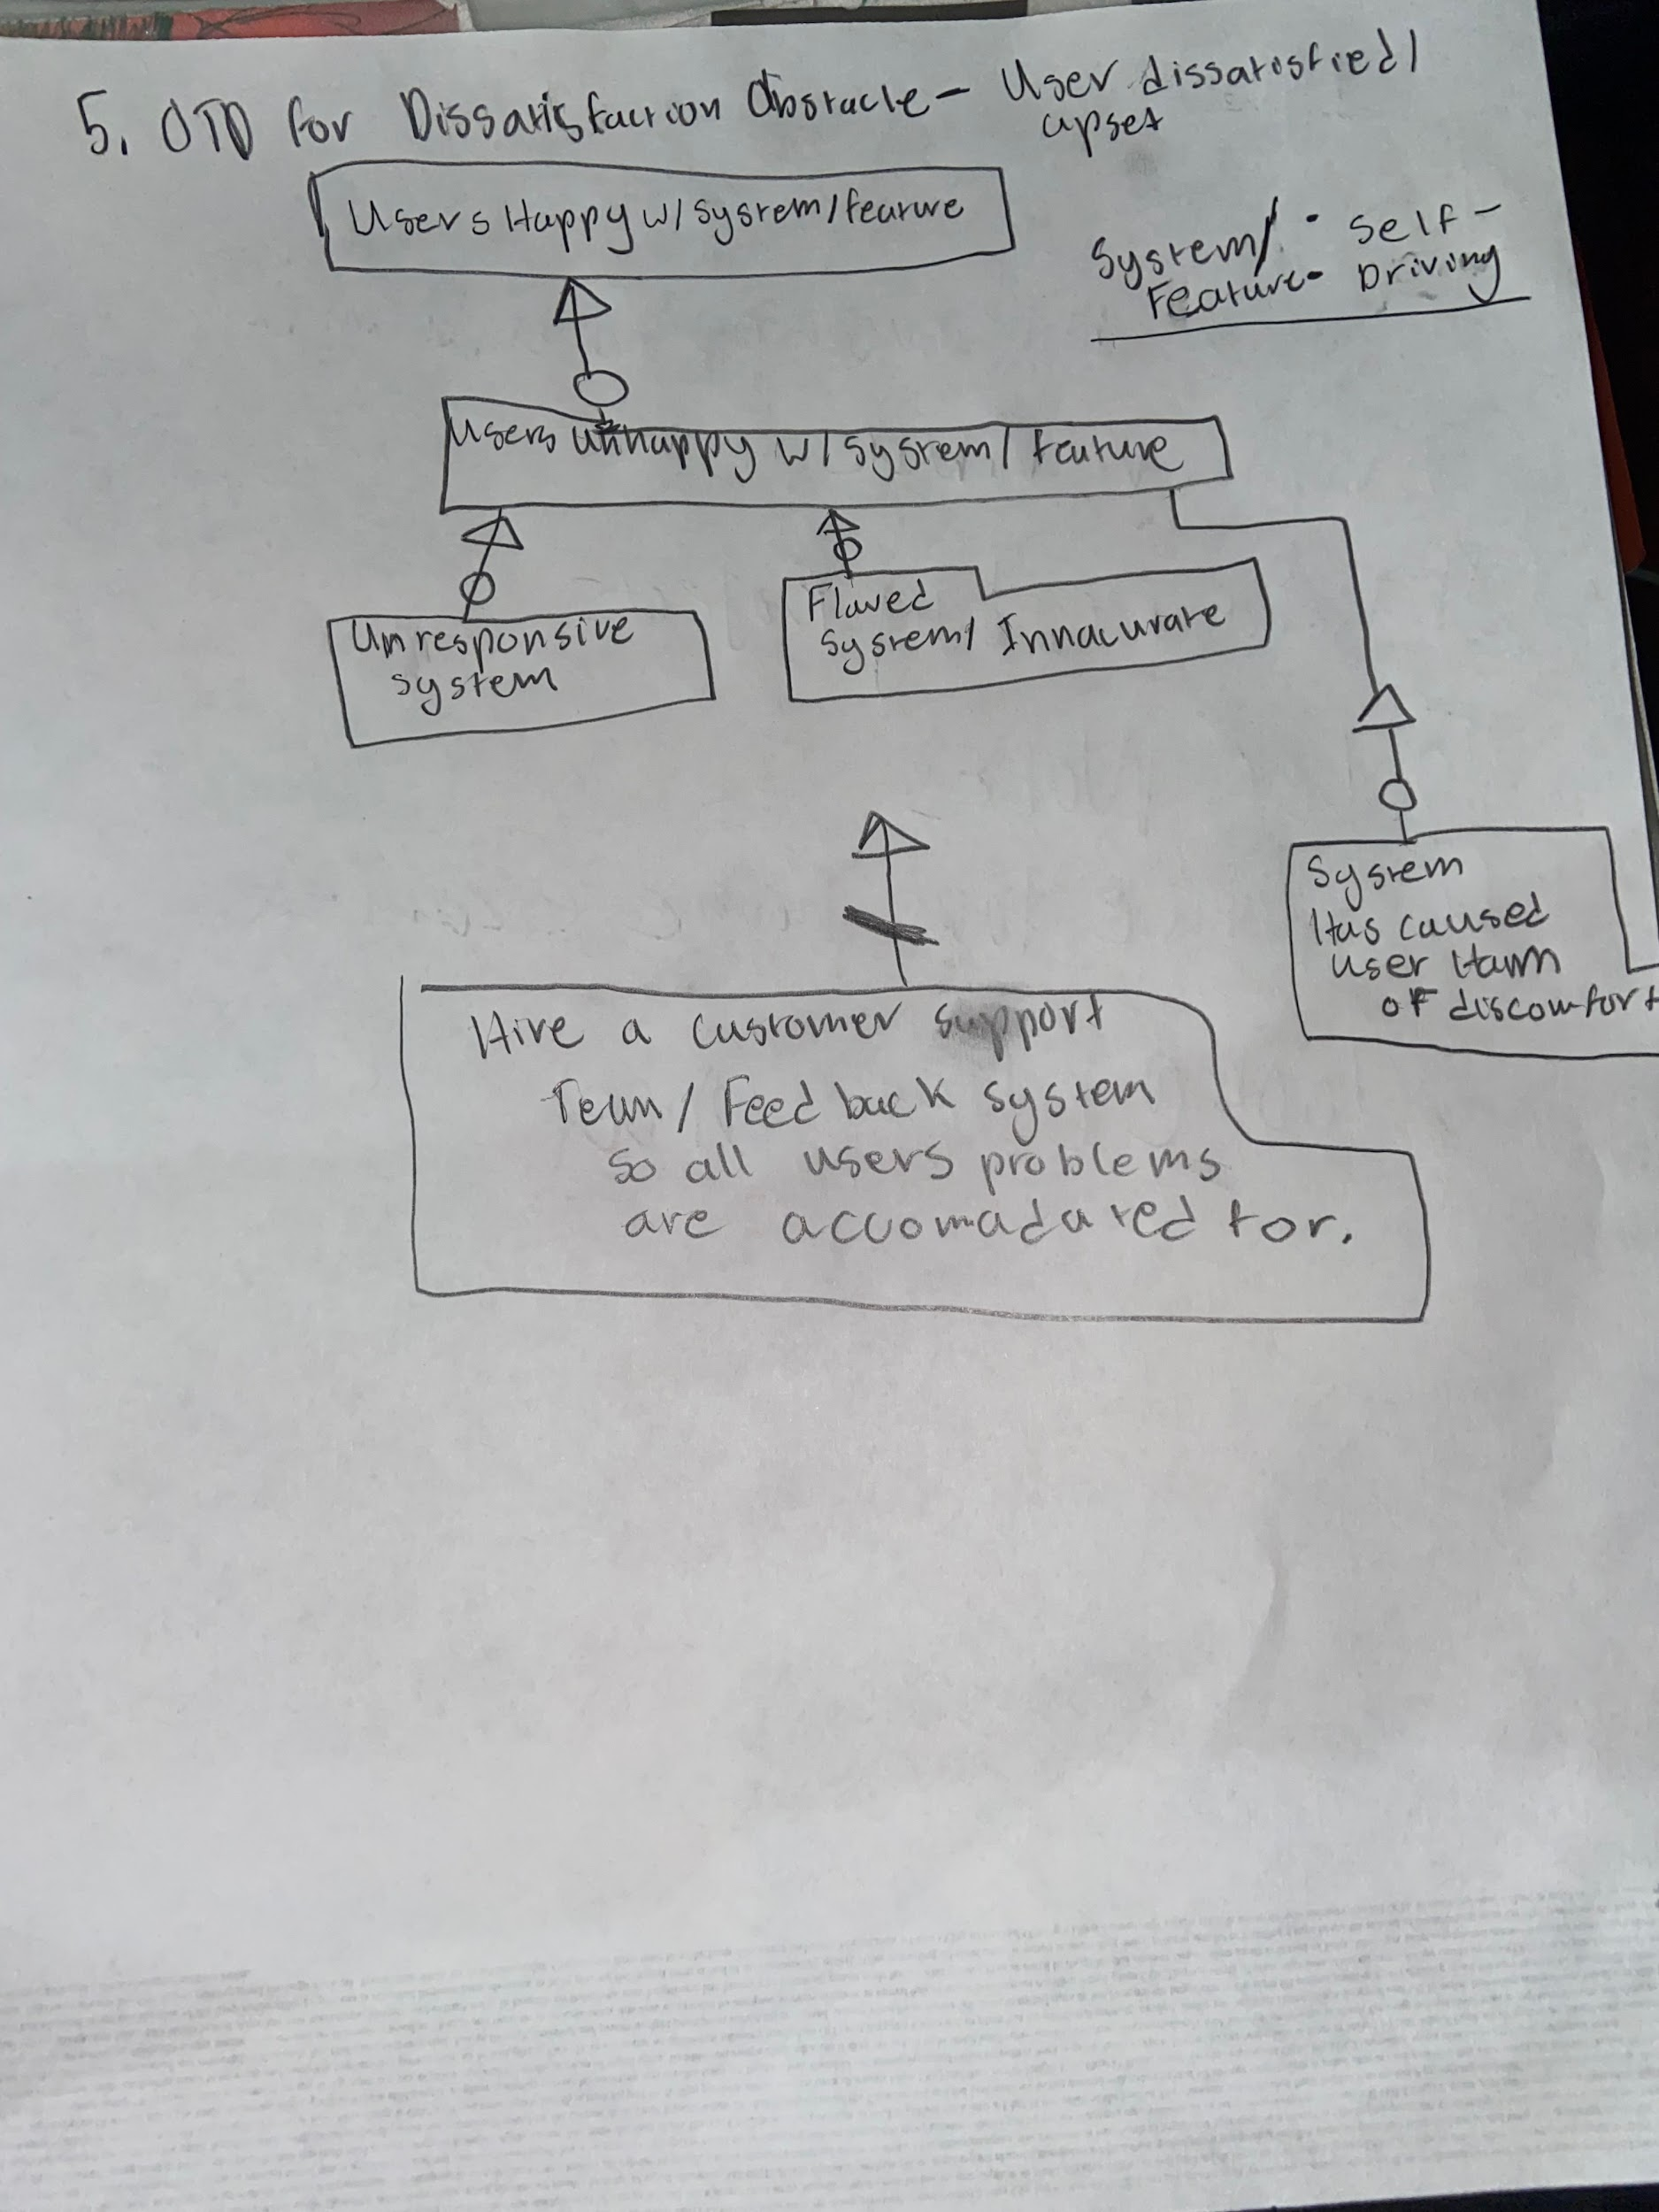 5. OTD for Dissatisfaction Obstacle - User dissatisfied/
upset
Users Happy w/ system/feature
System/ : Self-
Feature- Driving
Users unhappy w/ system/ feature
Unresponsive
system
Flawed
System/ Innacurate
System
Has caused
user Harm
or discomfort
Hire a customer support
Team/ Feedback system
so all users problems
are accomadated for.